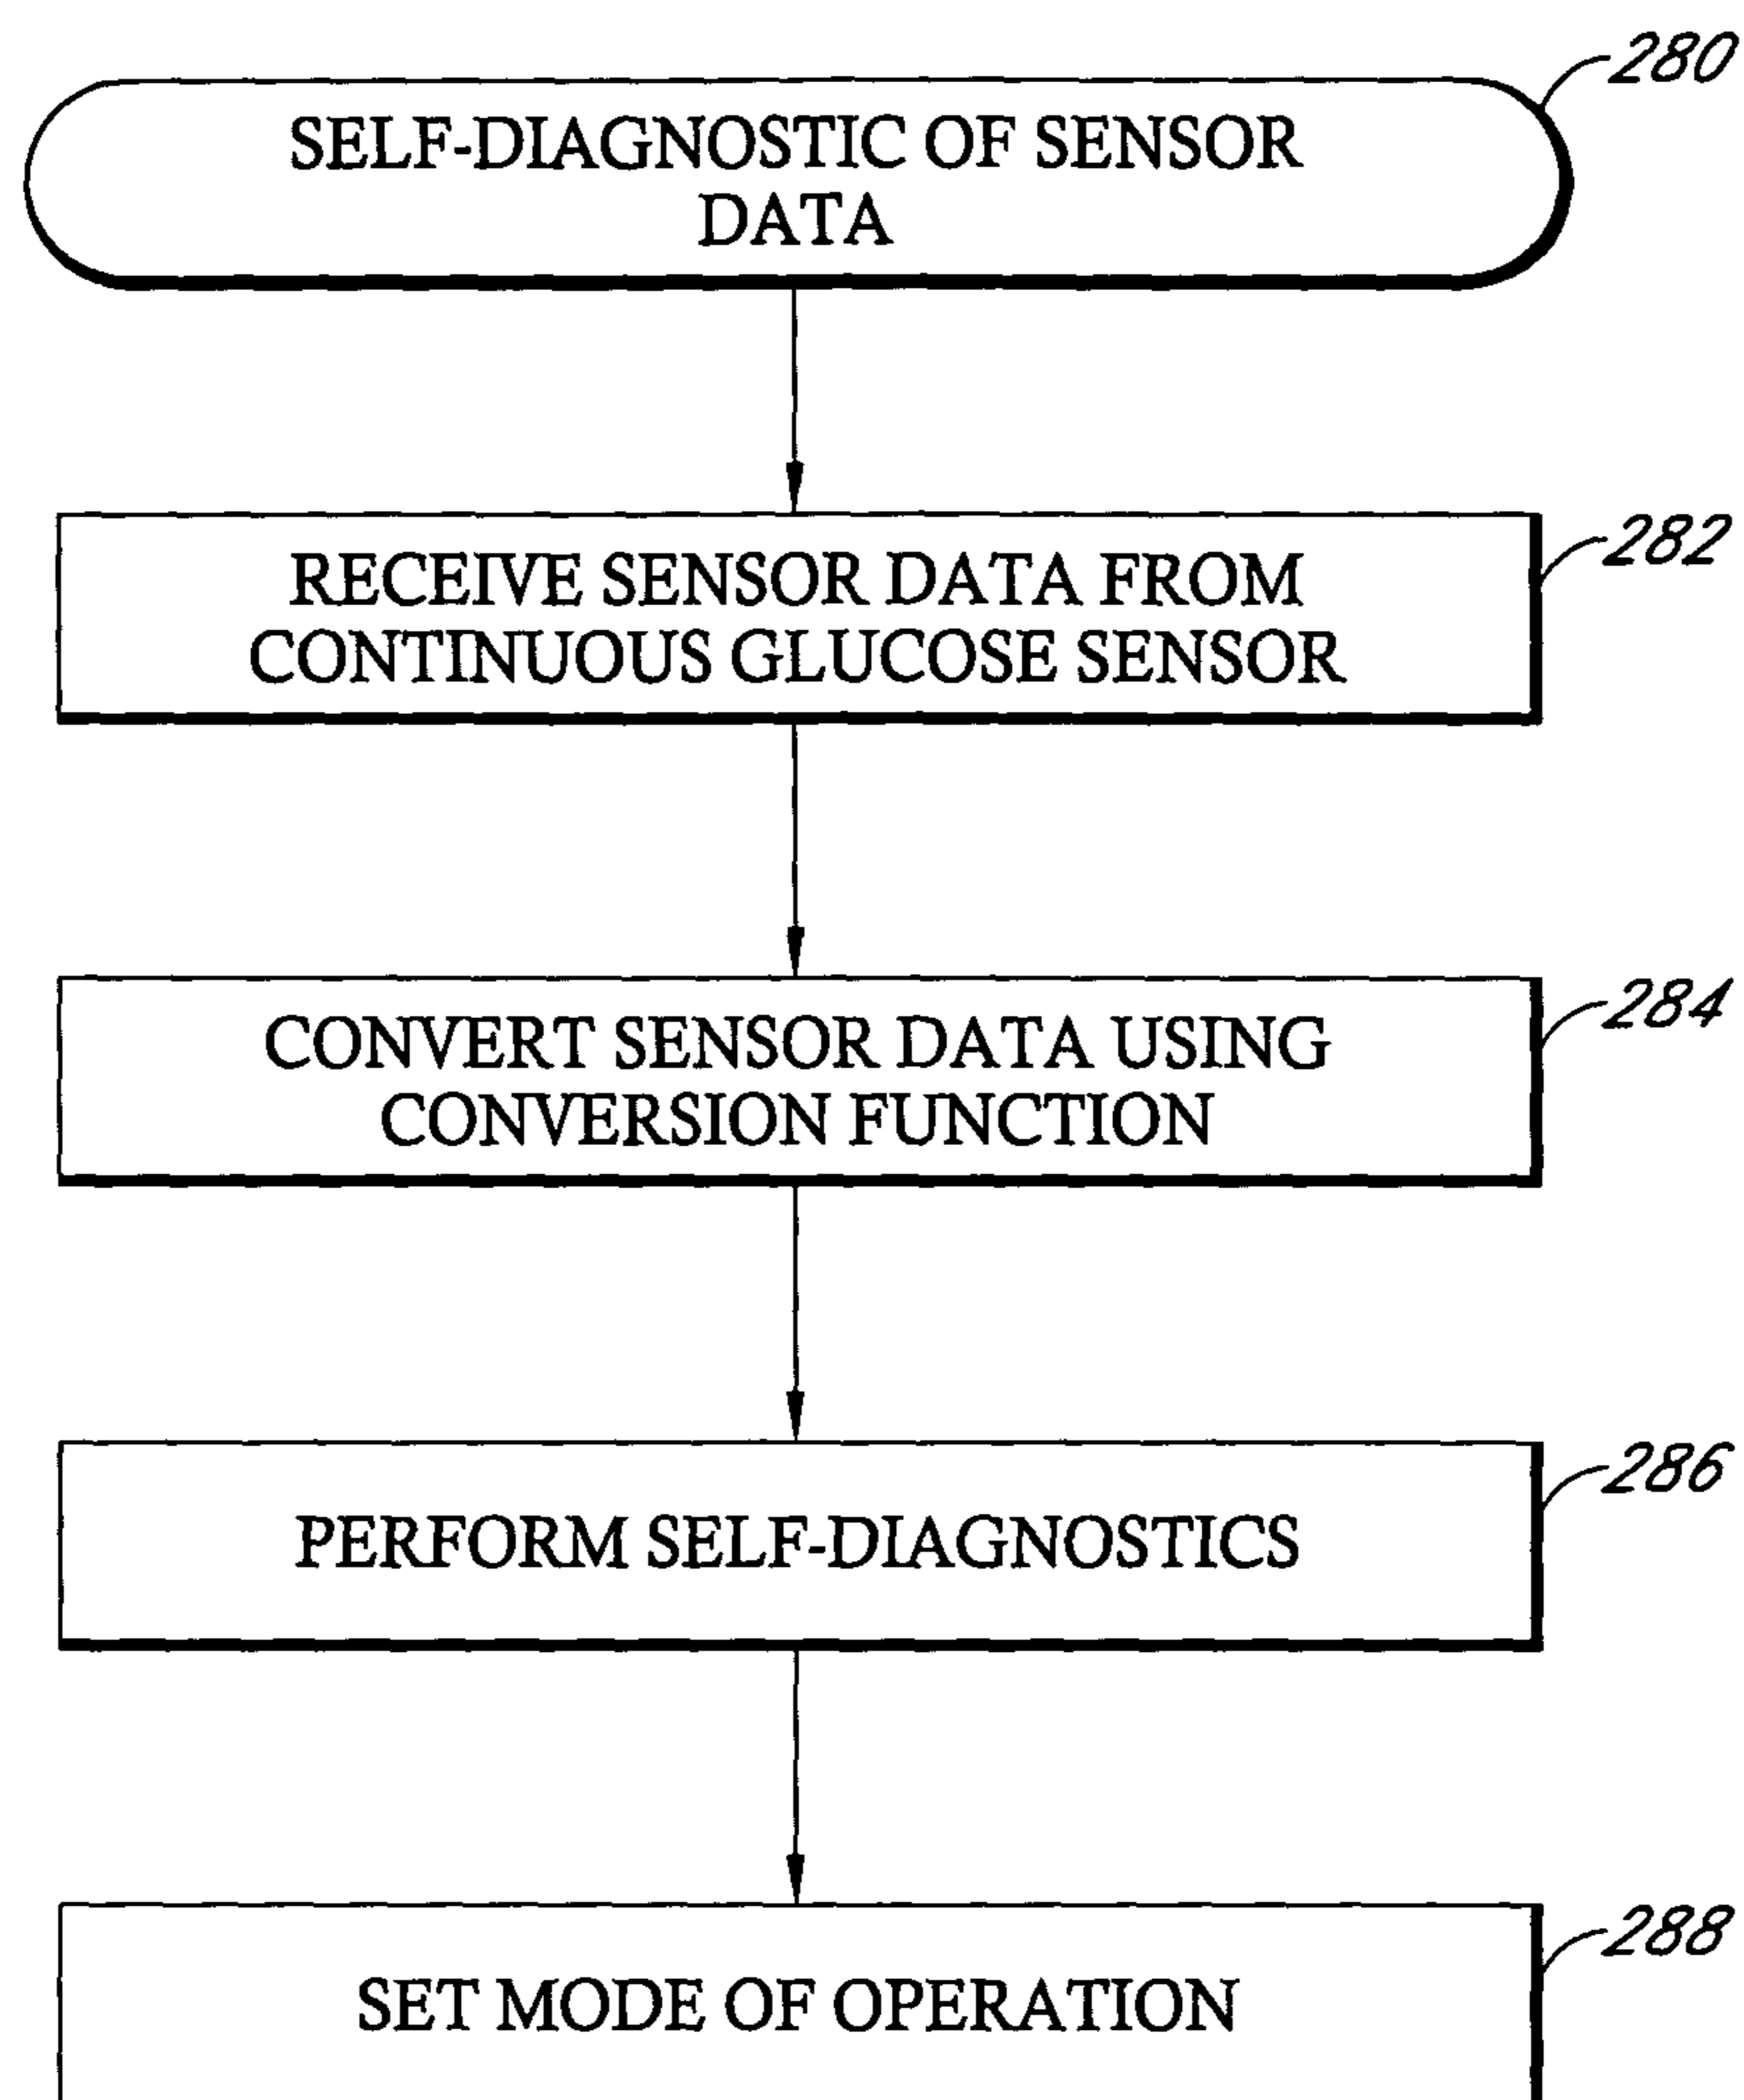 280
SELF-DIAGNOSTIC OF SENSOR
DATA
282
RECEIVE SENSOR DATA FROM
CONTINUOUS GLUCOSE SENSOR
284
CONVERT SENSOR DATA USING
CONVERSION FUNCTION
286
PERFORM SELF-DIAGNOSTICS
288
SET MODE OF OPERATION